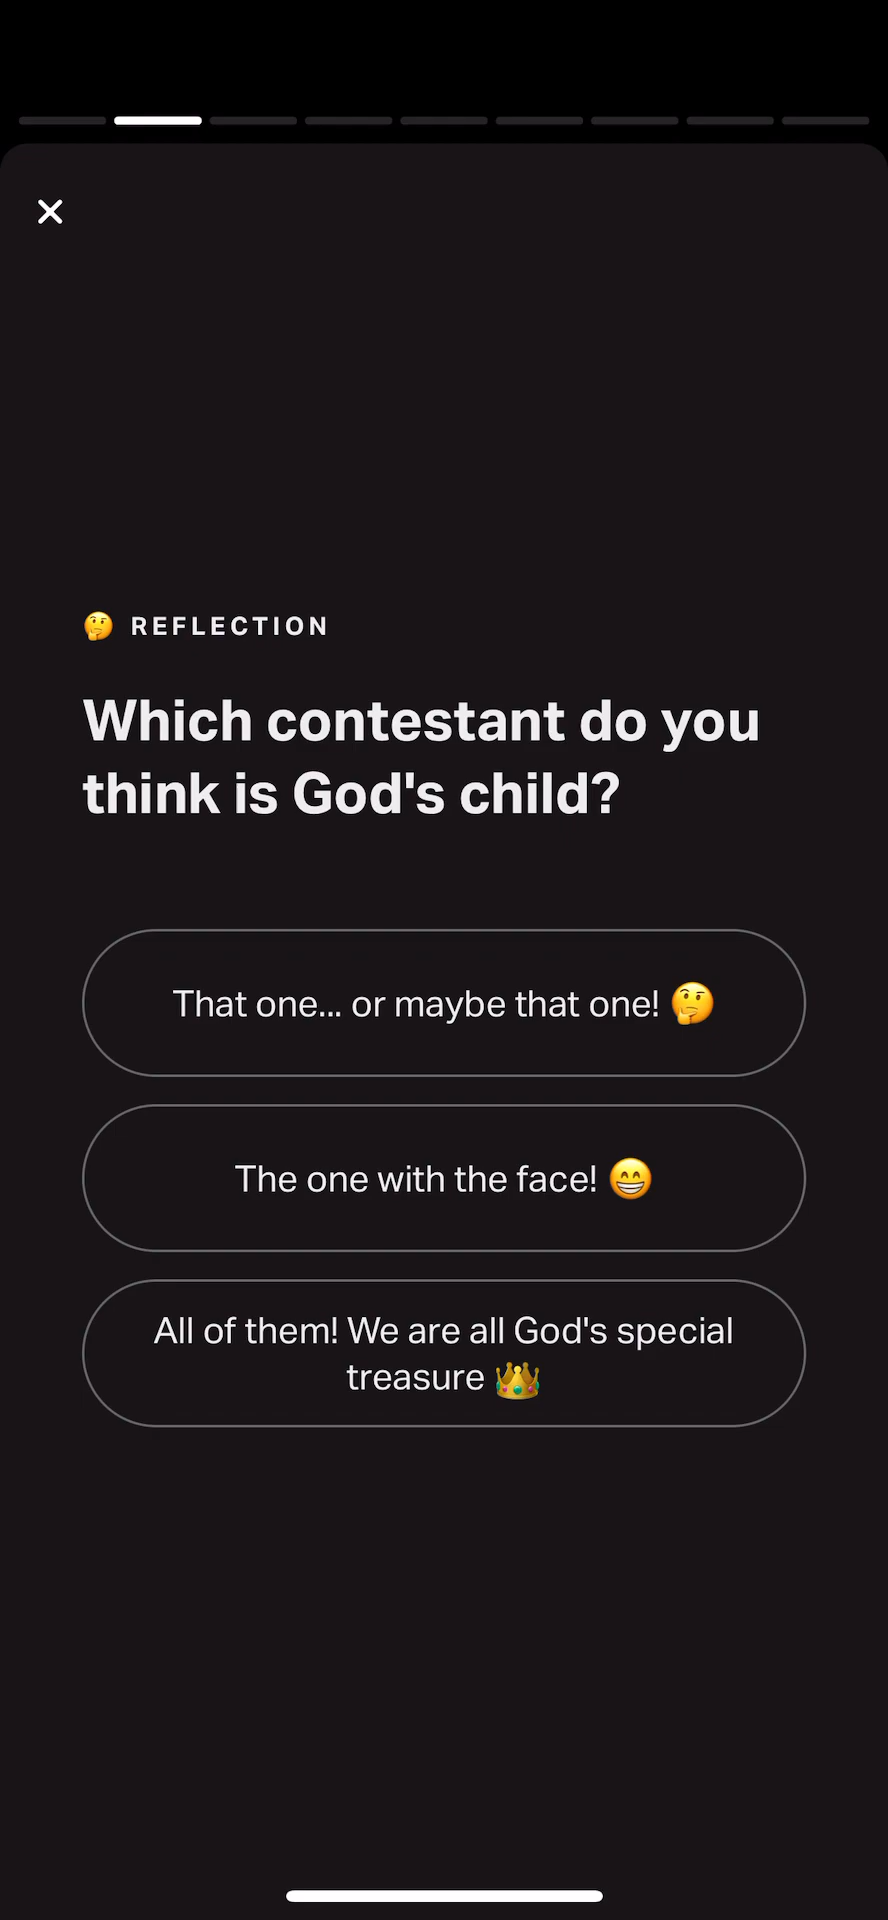 🤔 REFLECTION
Which contestant do you
think is God's child?
That one... or maybe that one! 🤔
The one with the face! 😁
All of them! We are all God's special
treasure 👑